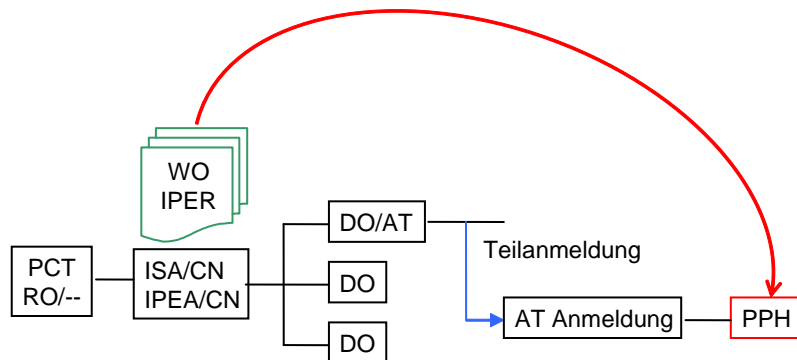 WO
IPER
DO/AT
Teilanmeldung
PCT
RO/--
ISA/CN
IPEA/CN
DO
AT Anmeldung
PPH
DO